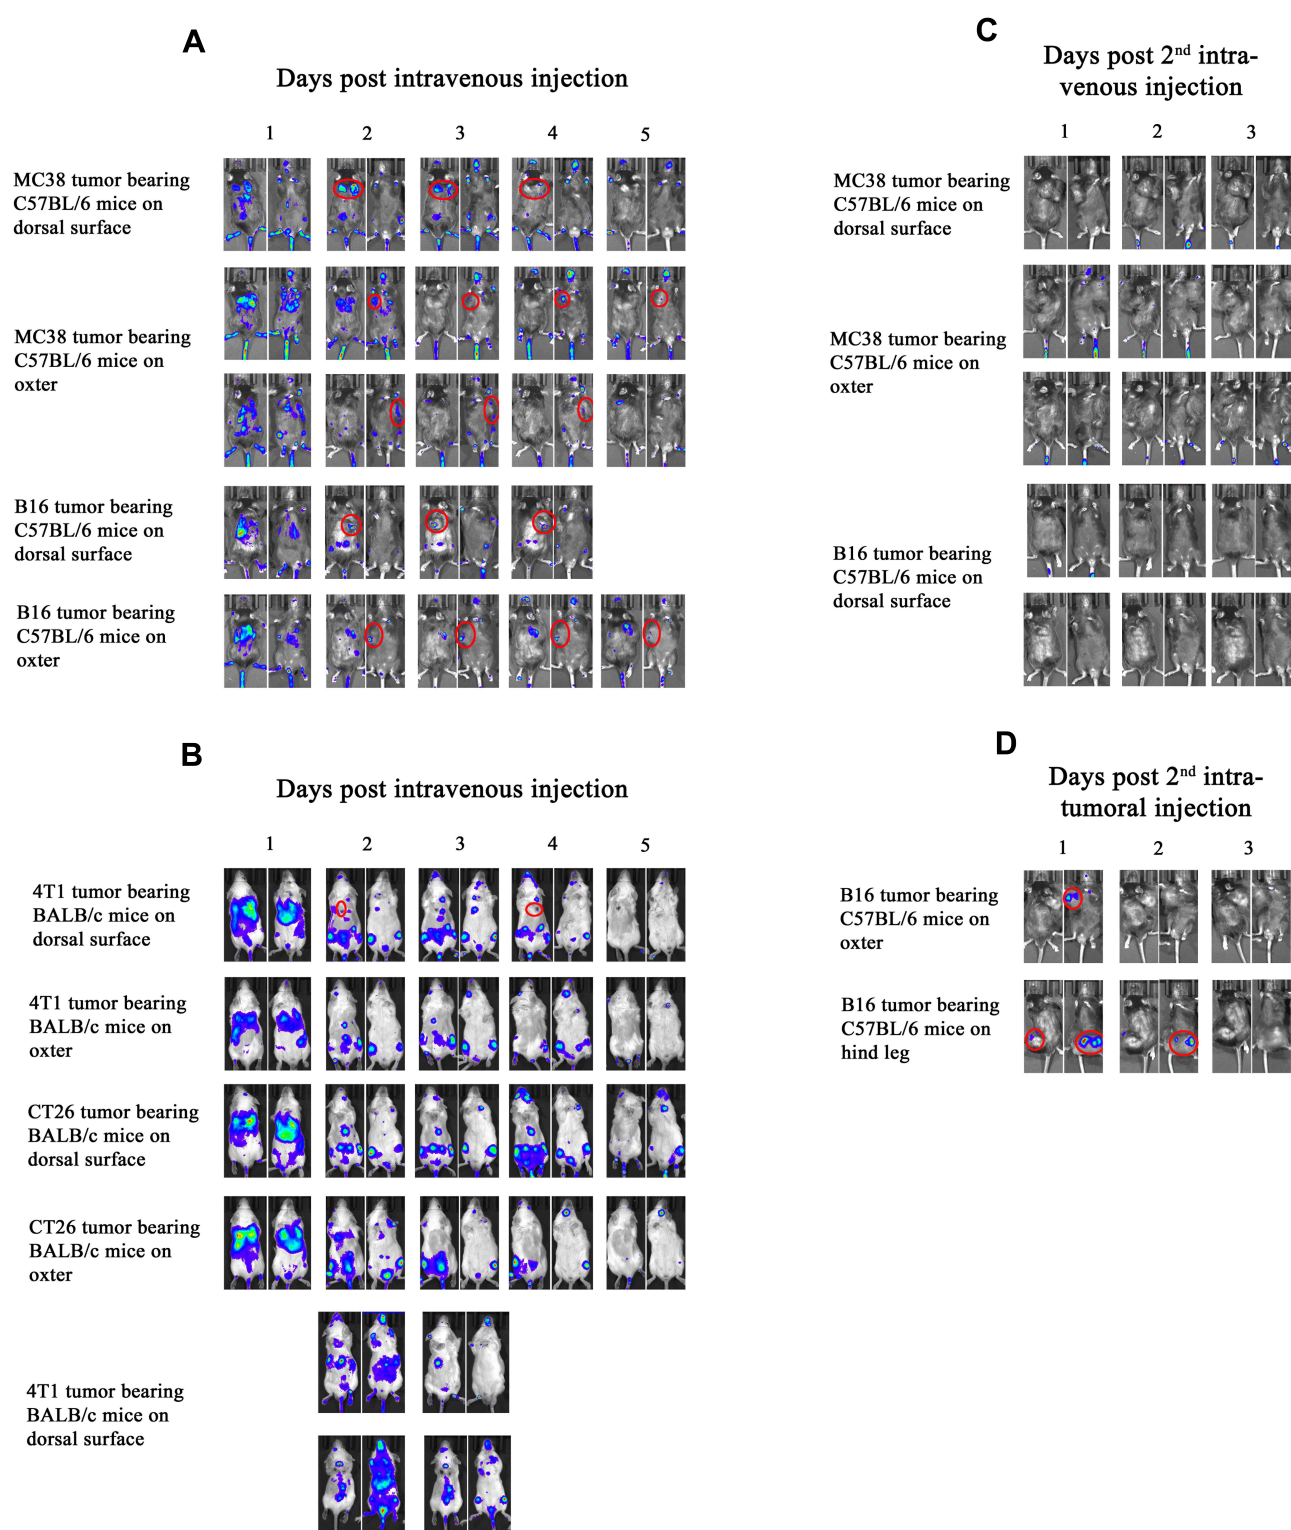 A
Days post intravenous injection
1 2 3 4 5
MC38 tumor bearing
C57BL/6 mice on
dorsal surface
MC38 tumor bearing
C57BL/6 mice on
oxter
B16 tumor bearing
C57BL/6 mice on
dorsal surface
B16 tumor bearing
C57BL/6 mice on
oxter
B
Days post intravenous injection
1 2 3 4 5
4T1 tumor bearing
BALB/c mice on
dorsal surface
4T1 tumor bearing
BALB/c mice on
oxter
CT26 tumor bearing
BALB/c mice on
dorsal surface
CT26 tumor bearing
BALB/c mice on
oxter
4T1 tumor bearing
BALB/c mice on
dorsal surface
C
Days post 2nd intra-
venous injection
1 2 3
MC38 tumor bearing
C57BL/6 mice on
dorsal surface
MC38 tumor bearing
C57BL/6 mice on
oxter
B16 tumor bearing
C57BL/6 mice on
dorsal surface
D
Days post 2nd intra-
tumoral injection
1 2 3
B16 tumor bearing
C57BL/6 mice on
oxter
B16 tumor bearing
C57BL/6 mice on
hind leg